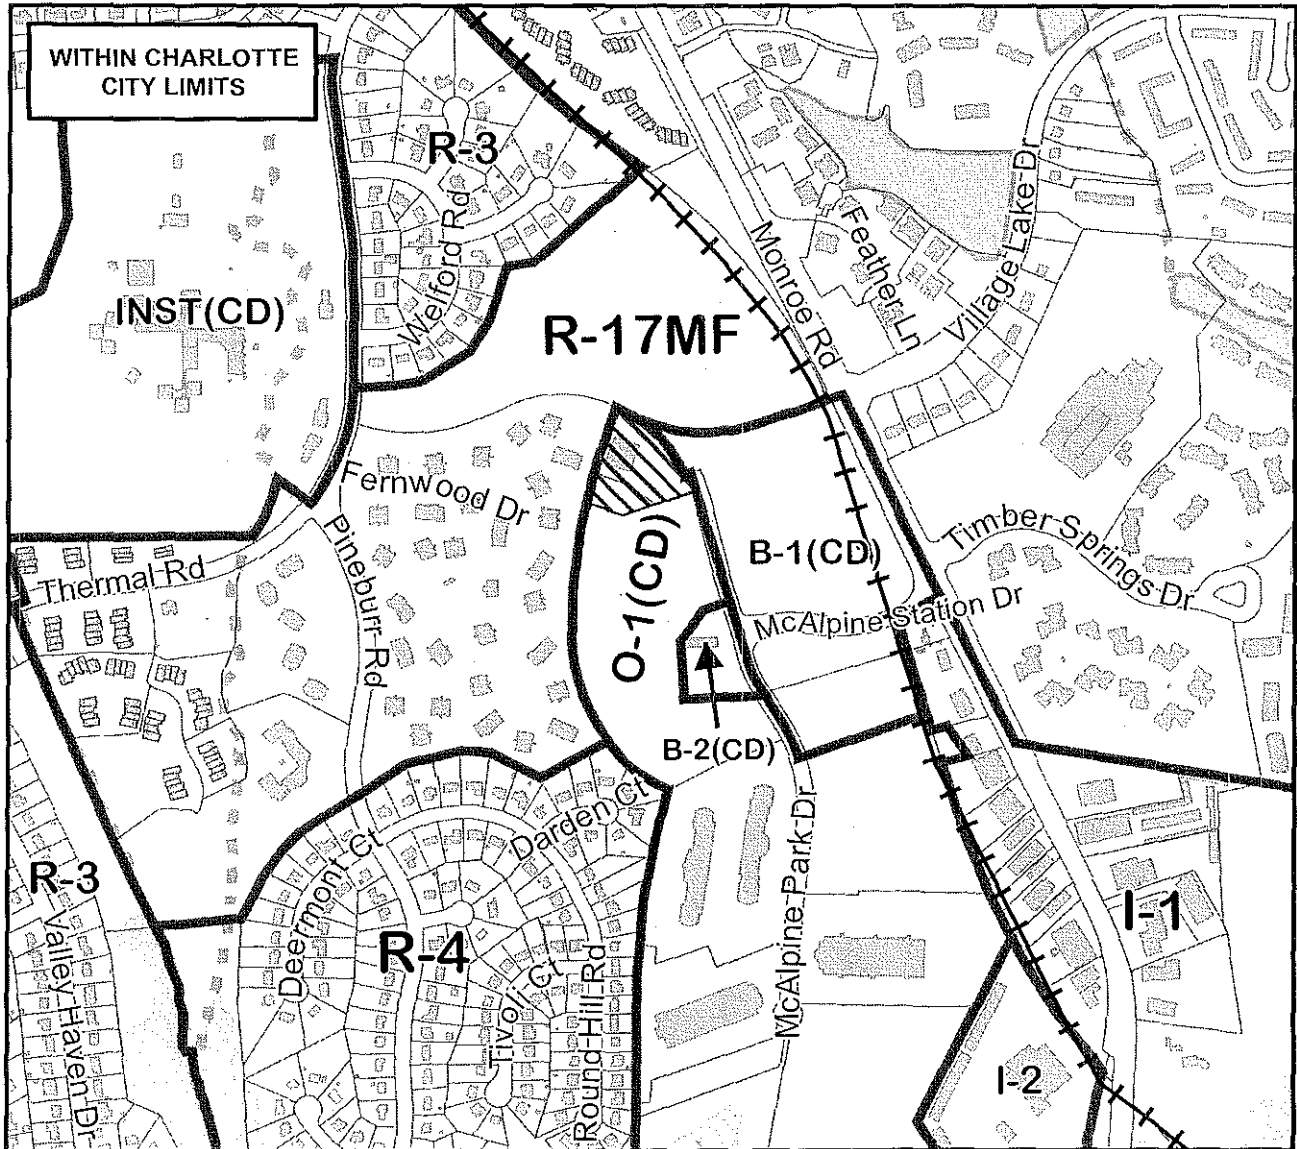 WITHIN CHARLOTTE
CITY LIMITS
R-3
Welford Rd
INST(CD)
R-17MF
Monroe Rd
Feather Ln
Village Lake Dr
Fernwood Dr
Pineburr Rd
Thermal Rd
O-1(CD)
B-1(CD)
Timber Springs Dr
McAlpine Station Dr
B-2(CD)
McAlpine Park Dr
Darden Ct
Deermont Ct
R-3
Valley Haven Dr
R-4
Tivoli Ct
Round Hill Rd
I-1
I-2